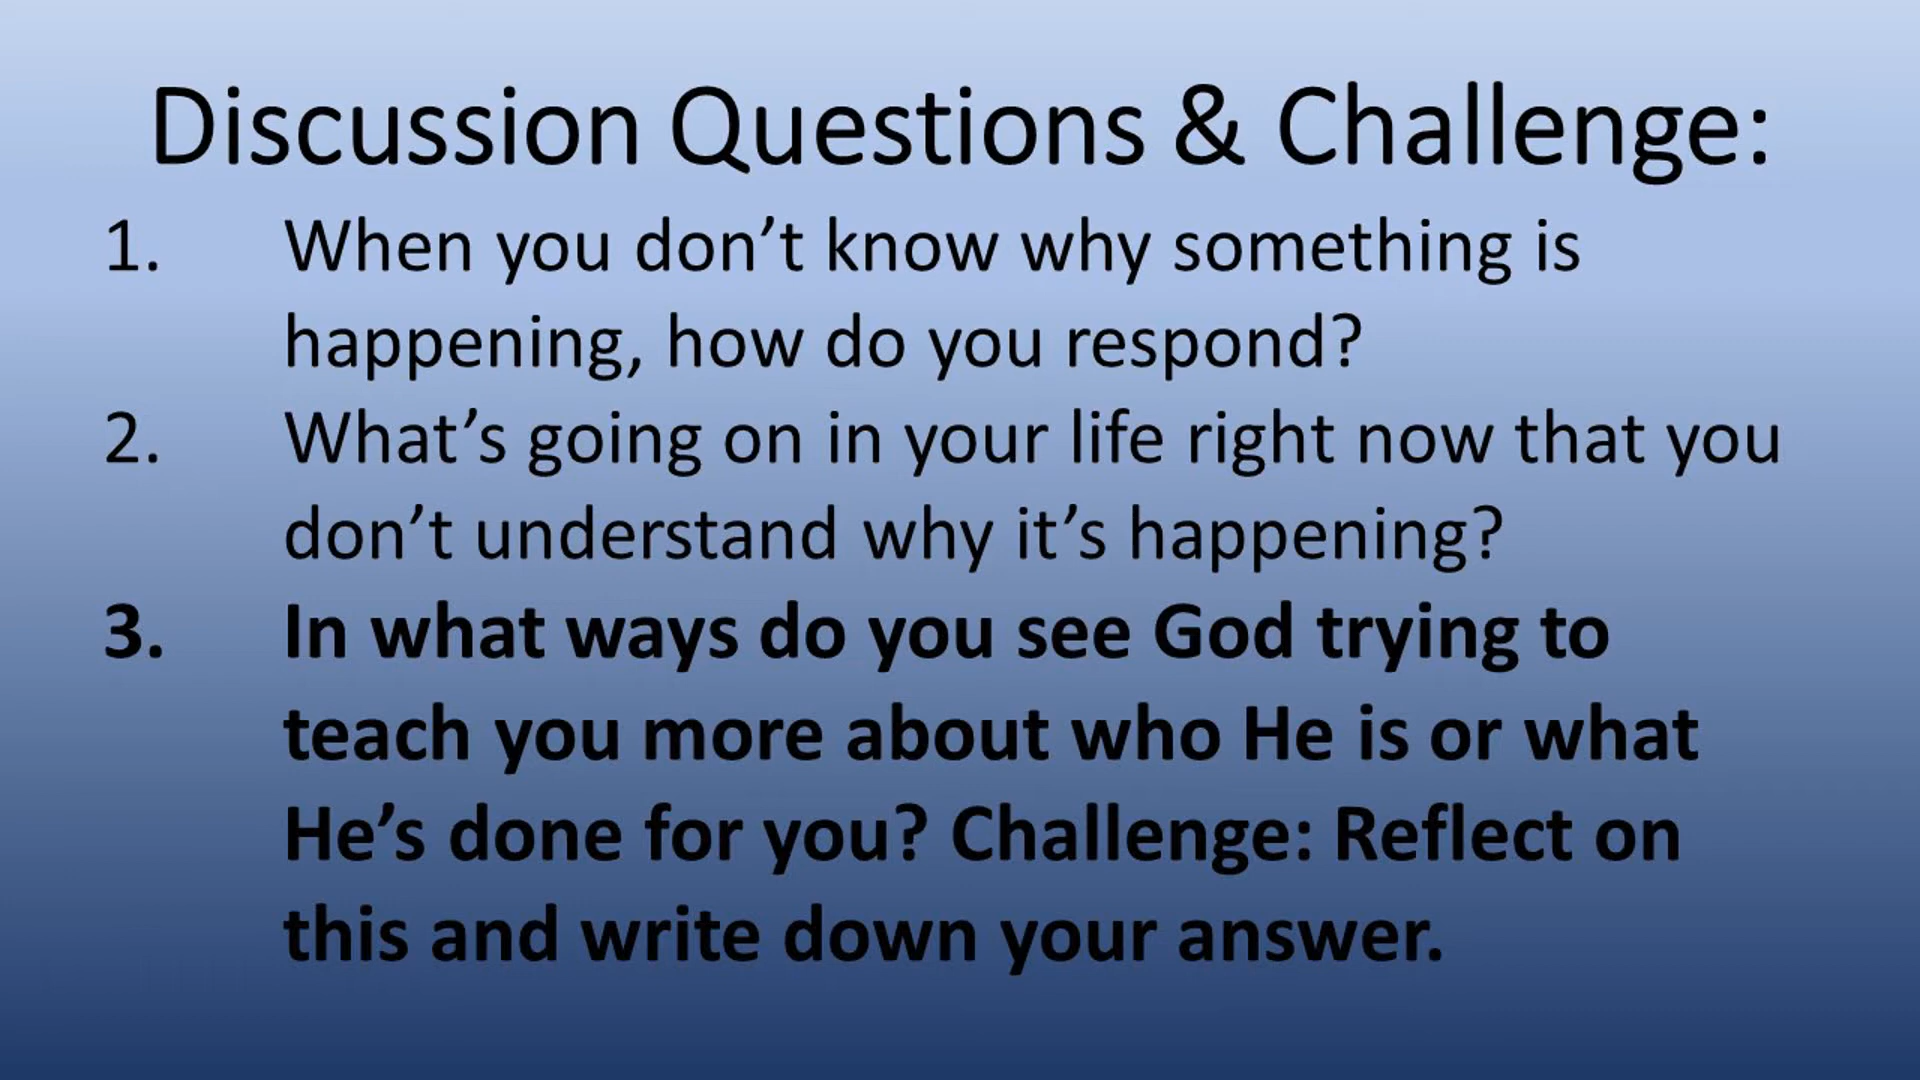 Discussion Questions & Challenge:
1. When you don’t know why something is
happening, how do you respond?
2. What’s going on in your life right now that you
don’t understand why it’s happening?
3. In what ways do you see God trying to
teach you more about who He is or what
He’s done for you? Challenge: Reflect on
this and write down your answer.